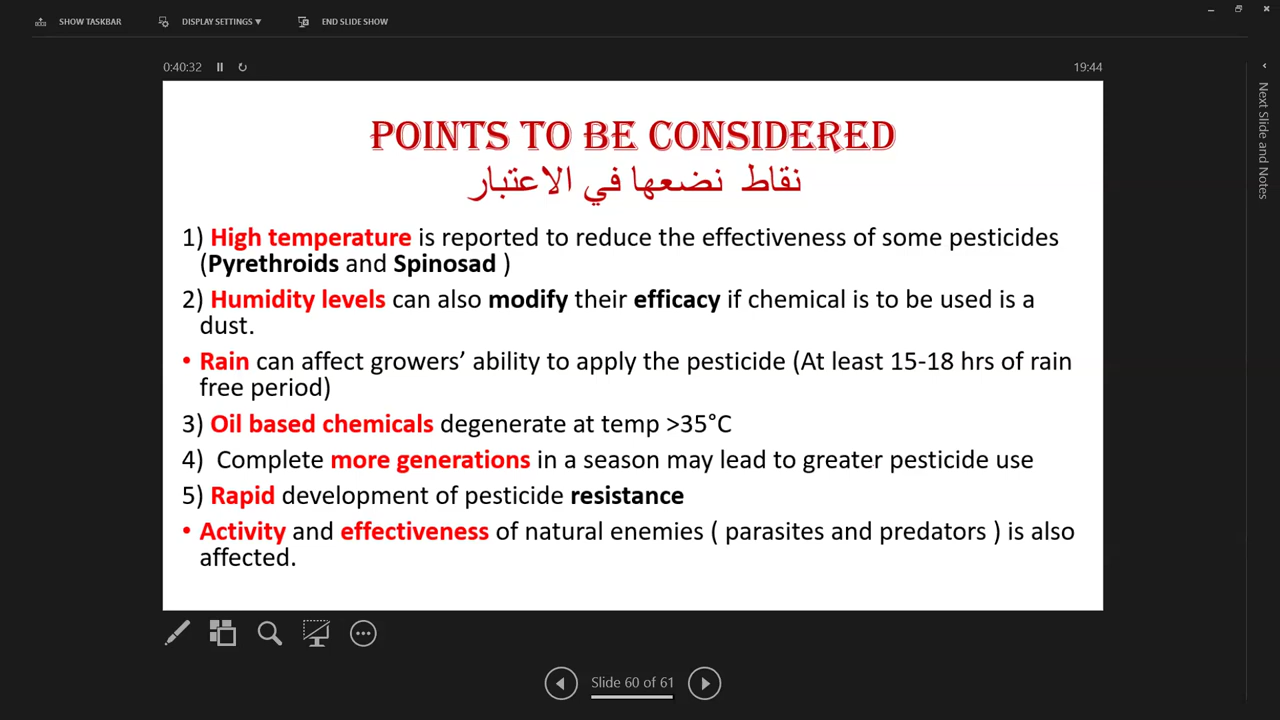 SHOW TASKBAR
DISPLAY SETTINGS ▼
END SLIDE SHOW
0:40:32
19:44
Next Slide and Notes
POINTS TO BE CONSIDERED
نقاط نضعها في الاعتبار
1) High temperature is reported to reduce the effectiveness of some pesticides
(Pyrethroids and Spinosad )
2) Humidity levels can also modify their efficacy if chemical is to be used is a
dust.
• Rain can affect growers’ ability to apply the pesticide (At least 15-18 hrs of rain
free period)
3) Oil based chemicals degenerate at temp >35°C
4) Complete more generations in a season may lead to greater pesticide use
5) Rapid development of pesticide resistance
• Activity and effectiveness of natural enemies ( parasites and predators ) is also
affected.
Slide 60 of 61